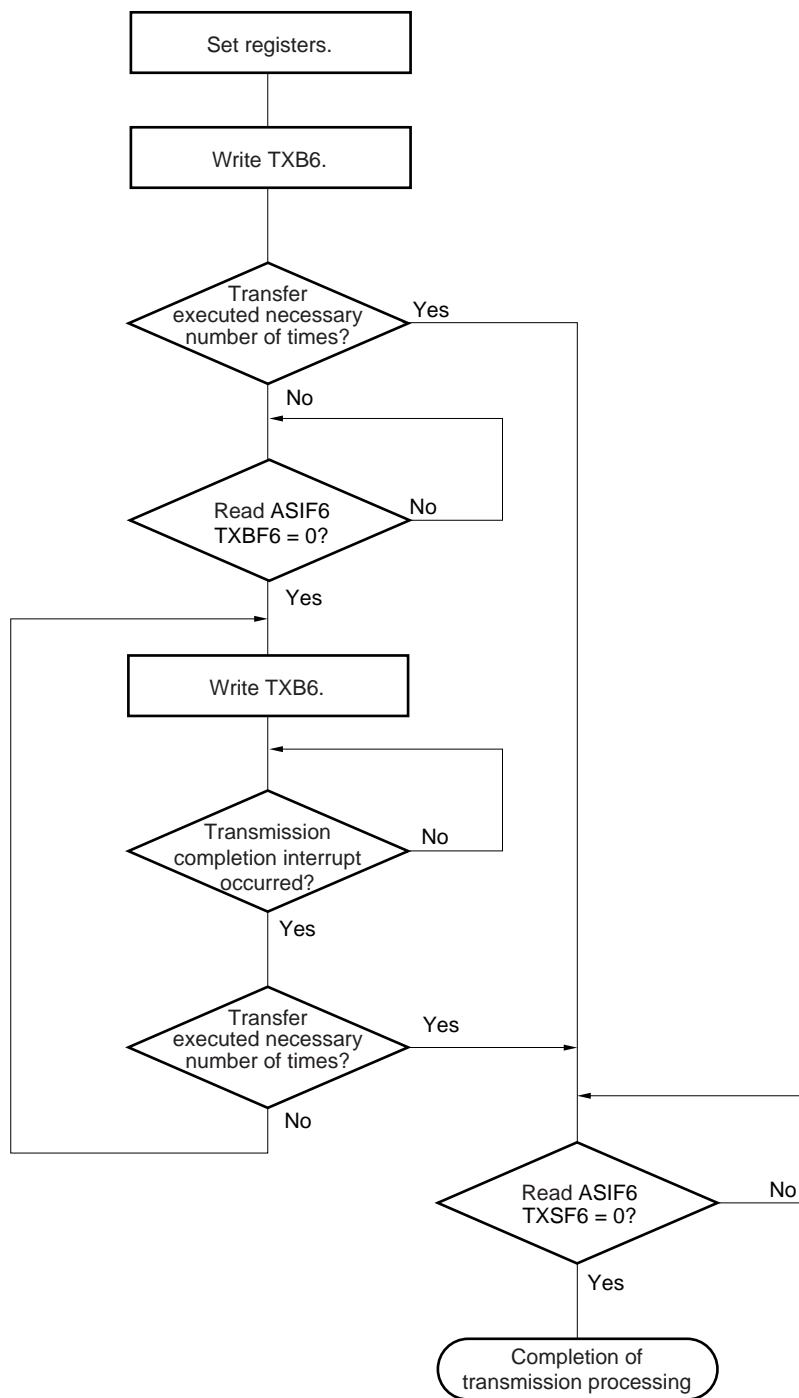 Set registers.
Write TXB6.
Transfer
executed necessary
number of times?
Yes
No
Read ASIF6
TXBF6 = 0?
No
Yes
Write TXB6.
Transmission
completion interrupt
occurred?
No
Yes
Transfer
executed necessary
number of times?
Yes
No
Read ASIF6
TXSF6 = 0?
No
Yes
Completion of
transmission processing